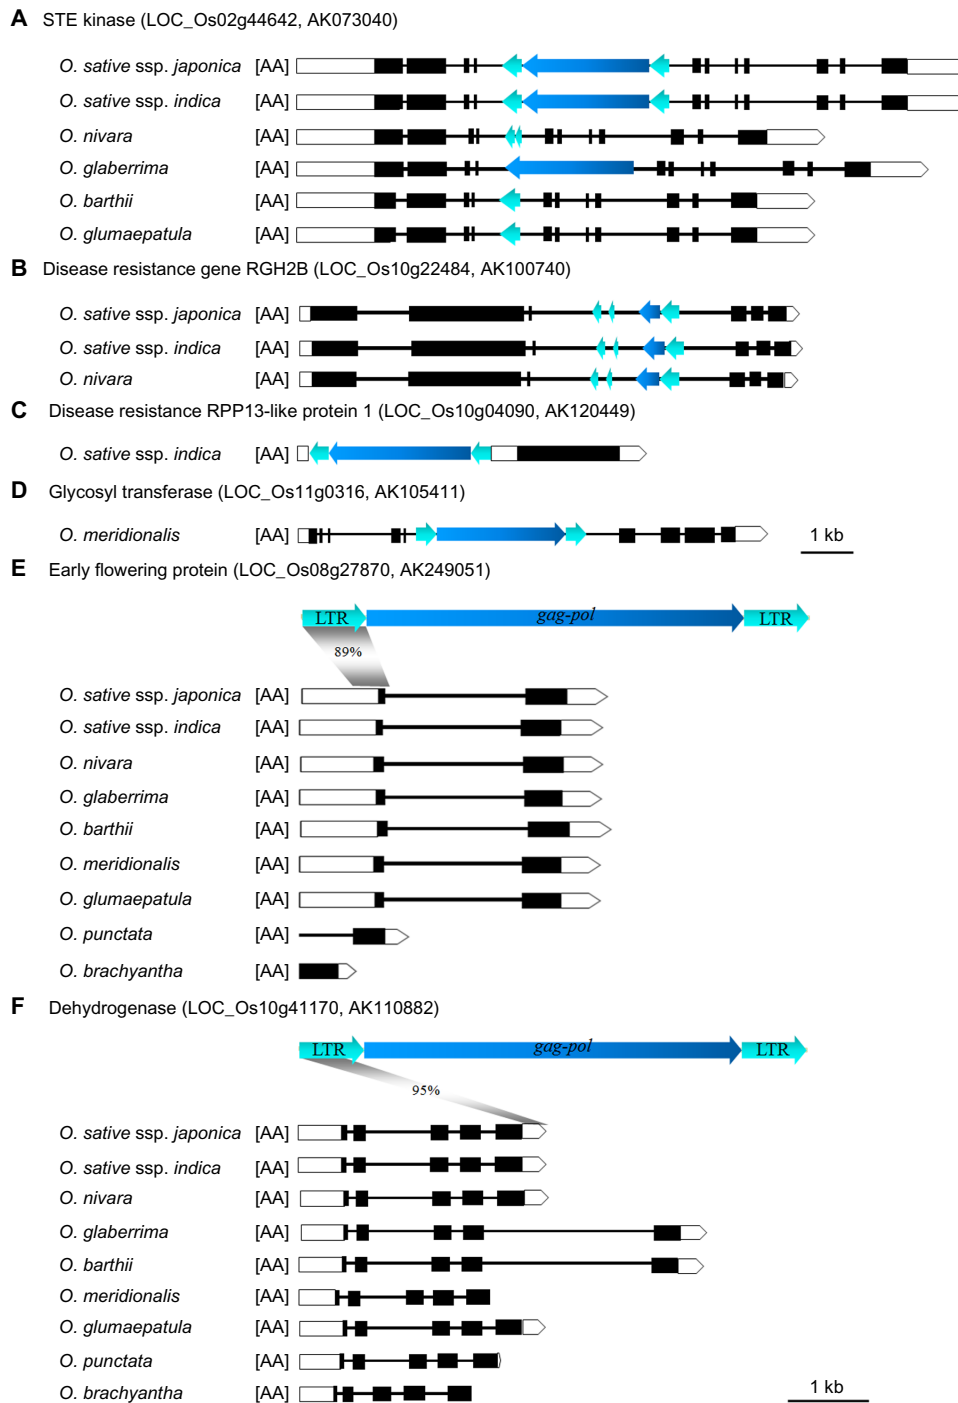 A STE kinase (LOC_Os02g44642, AK073040)
O. sative ssp. japonica [AA]
O. sative ssp. indica [AA]
O. nivara [AA]
O. glaberrima [AA]
O. barthii [AA]
O. glumaepatula [AA]
B Disease resistance gene RGH2B (LOC_Os10g22484, AK100740)
O. sative ssp. japonica [AA]
O. sative ssp. indica [AA]
O. nivara [AA]
C Disease resistance RPP13-like protein 1 (LOC_Os10g04090, AK120449)
O. sative ssp. indica [AA]
D Glycosyl transferase (LOC_Os11g0316, AK105411)
O. meridionalis [AA]
1 kb
E Early flowering protein (LOC_Os08g27870, AK249051)
LTR gag-pol LTR
89%
O. sative ssp. japonica [AA]
O. sative ssp. indica [AA]
O. nivara [AA]
O. glaberrima [AA]
O. barthii [AA]
O. meridionalis [AA]
O. glumaepatula [AA]
O. punctata [AA]
O. brachyantha [AA]
F Dehydrogenase (LOC_Os10g41170, AK110882)
LTR gag-pol LTR
95%
O. sative ssp. japonica [AA]
O. sative ssp. indica [AA]
O. nivara [AA]
O. glaberrima [AA]
O. barthii [AA]
O. meridionalis [AA]
O. glumaepatula [AA]
O. punctata [AA]
O. brachyantha [AA]
1 kb